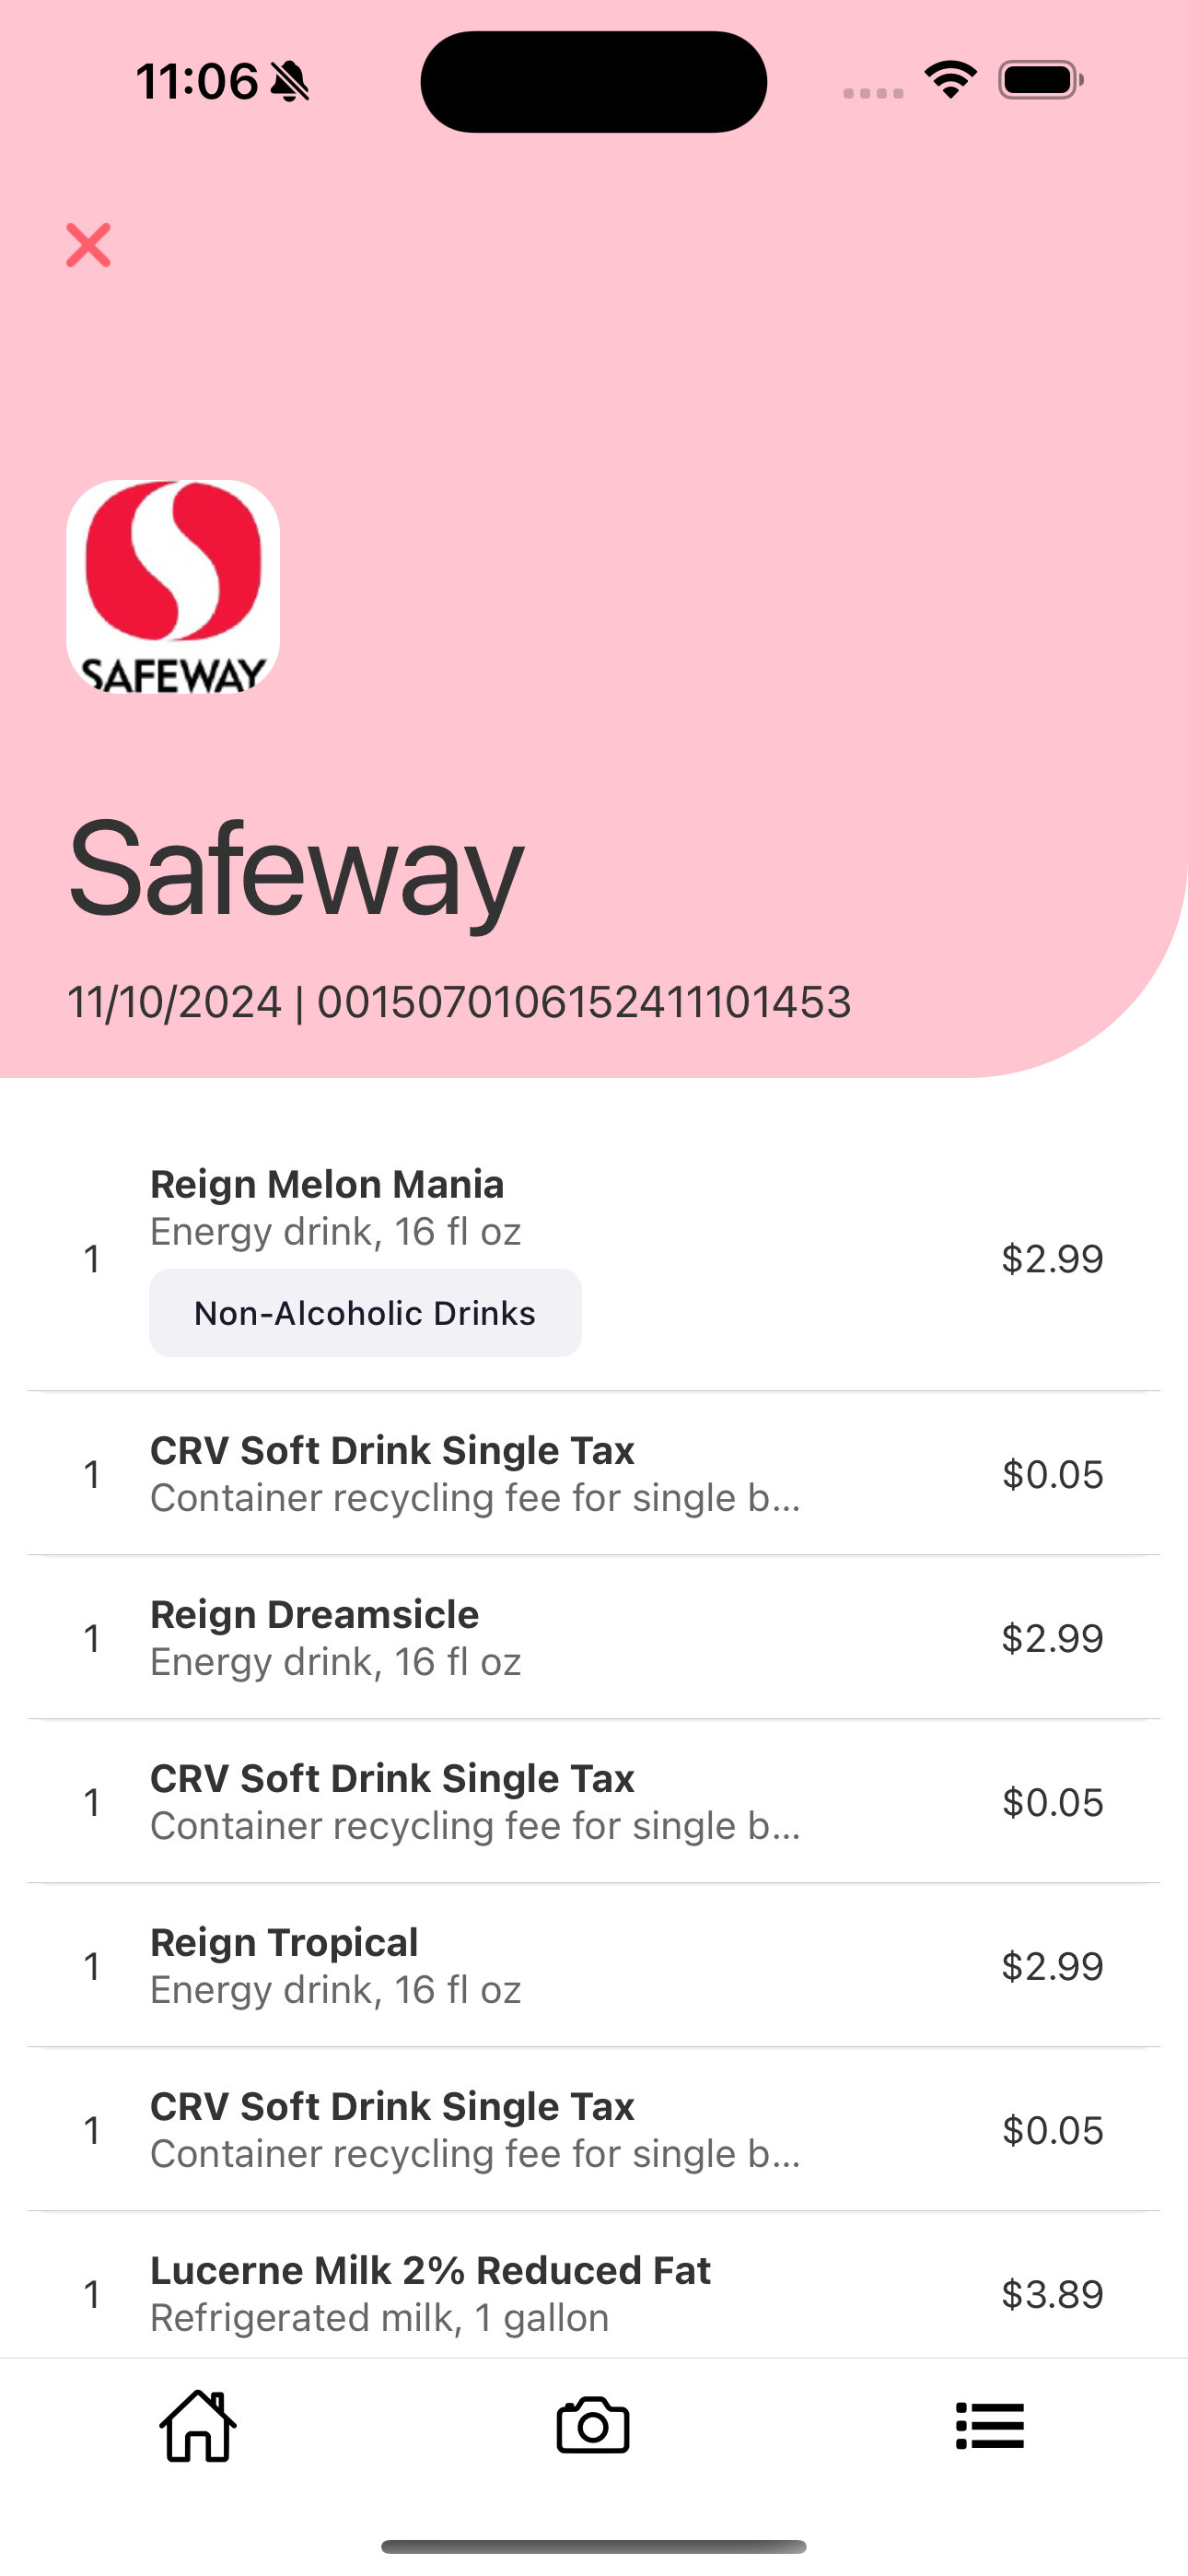 11:06
SAFEWAY
Safeway
11/10/2024 | 00150701061524111​01453
1
Reign Melon Mania
Energy drink, 16 fl oz
Non-Alcoholic Drinks
$2.99
1
CRV Soft Drink Single Tax
Container recycling fee for single b...
$0.05
1
Reign Dreamsicle
Energy drink, 16 fl oz
$2.99
1
CRV Soft Drink Single Tax
Container recycling fee for single b...
$0.05
1
Reign Tropical
Energy drink, 16 fl oz
$2.99
1
CRV Soft Drink Single Tax
Container recycling fee for single b...
$0.05
1
Lucerne Milk 2% Reduced Fat
Refrigerated milk, 1 gallon
$3.89